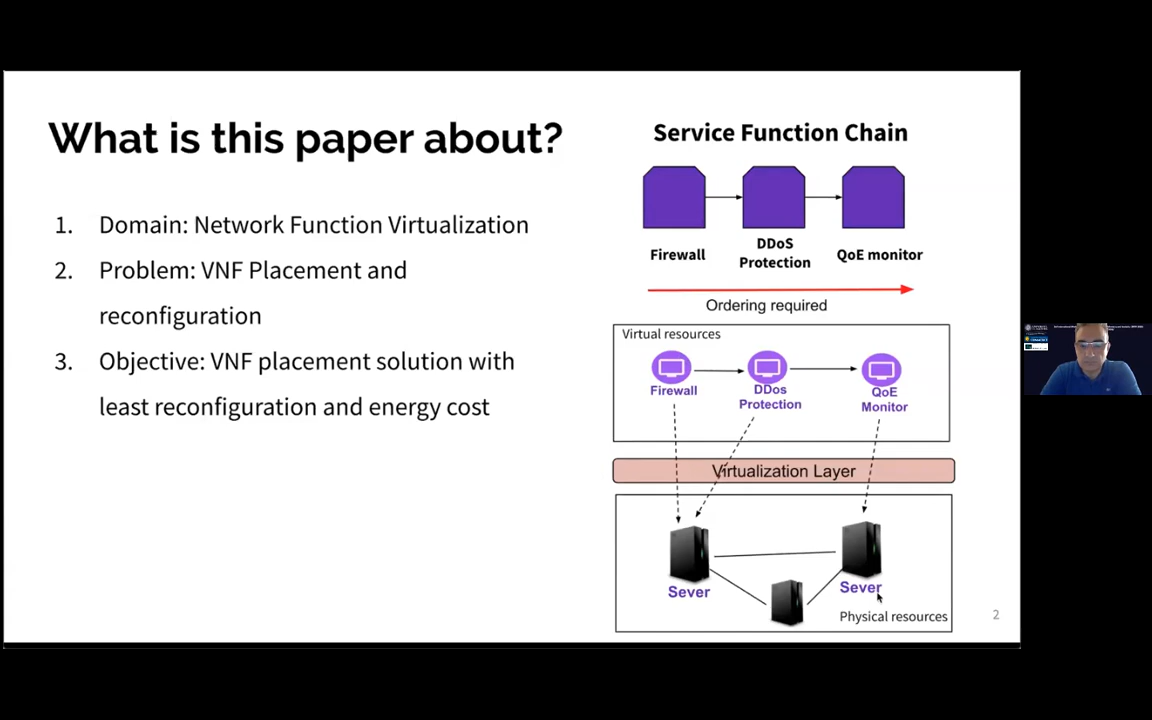 What is this paper about?
1. Domain: Network Function Virtualization
2. Problem: VNF Placement and
reconfiguration
3. Objective: VNF placement solution with
least reconfiguration and energy cost
Service Function Chain
Firewall
DDoS
Protection
QoE monitor
Ordering required
Virtual resources
Firewall
DDos
Protection
QoE
Monitor
Virtualization Layer
Sever
Sever
Physical resources
2